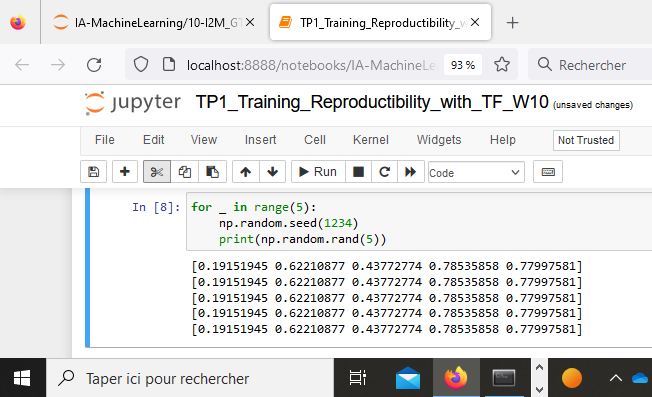 IA-MachineLearning/10-I2M_GT
TP1_Training_Reproductibility_w
localhost:8888/notebooks/IA-MachineLe
93 %
Rechercher
jupyter TP1_Training_Reproductibility_with_TF_W10 (unsaved changes)
File Edit View Insert Cell Kernel Widgets Help Not Trusted
Run Code
In [8]: for _ in range(5):
np.random.seed(1234)
print(np.random.rand(5))
[0.19151945 0.62210877 0.43772774 0.78535858 0.77997581]
[0.19151945 0.62210877 0.43772774 0.78535858 0.77997581]
[0.19151945 0.62210877 0.43772774 0.78535858 0.77997581]
[0.19151945 0.62210877 0.43772774 0.78535858 0.77997581]
[0.19151945 0.62210877 0.43772774 0.78535858 0.77997581]
Taper ici pour rechercher